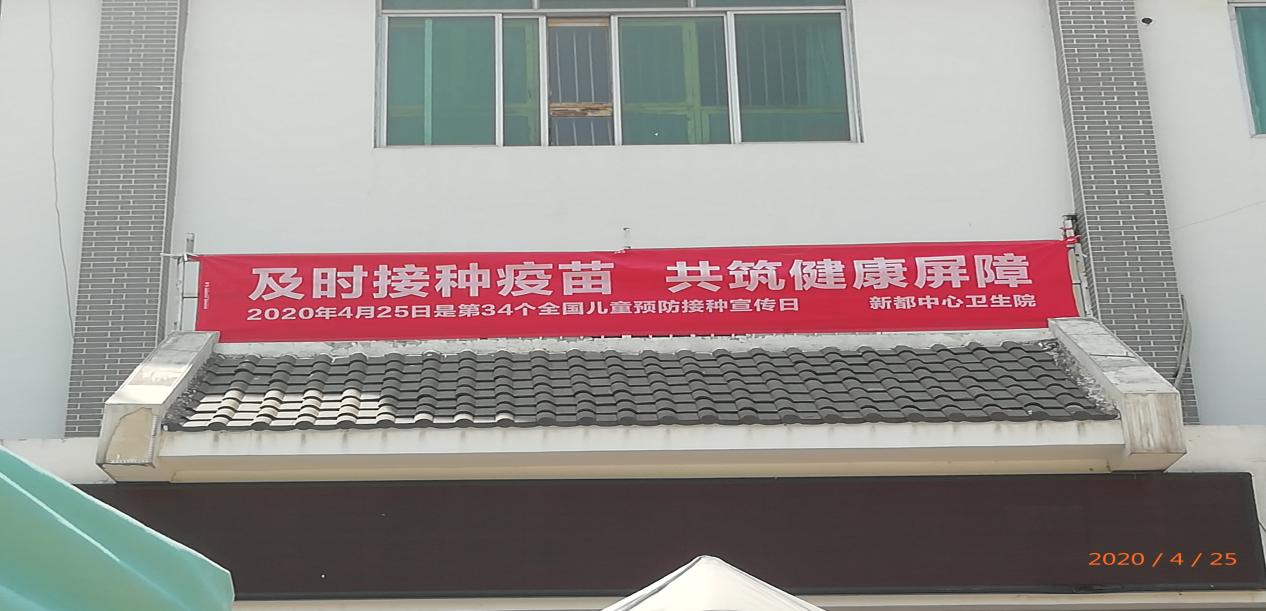 及时接种疫苗 共筑健康屏障
2020年4月25日是第34个全国儿童预防接种宣传日 新都中心卫生院
2020 / 4 / 25